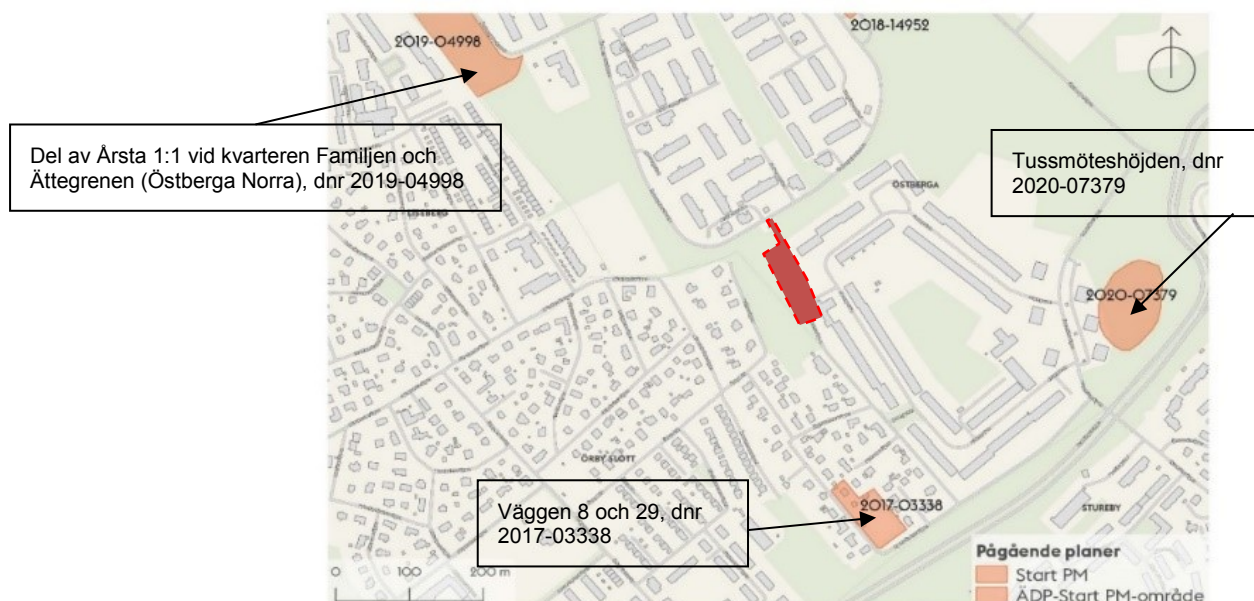 2019-04998
2018-14952
Del av Årsta 1:1 vid kvarteren Familjen och
Ättegrenen (Östberga Norra), dnr 2019-04998
Tussmöteshöjden, dnr
2020-07379
ÖSTBERGA
2020-07379
ÖRBY SLOTT
Väggen 8 och 29, dnr
2017-03338
2017-03338
STUREBY
0 100 200 m
Pågående planer
Start PM
ÄDP-Start PM-område